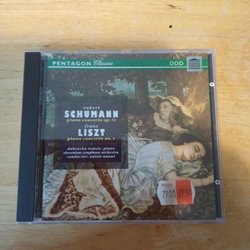 PENTAGON Classics
DDD
robert
SCHUMANN
piano concerto op. 54
franz
LISZT
piano concerto no. 1
dubravka tomsic - piano
slovenian symphony orchestra
conductor: anton nanut